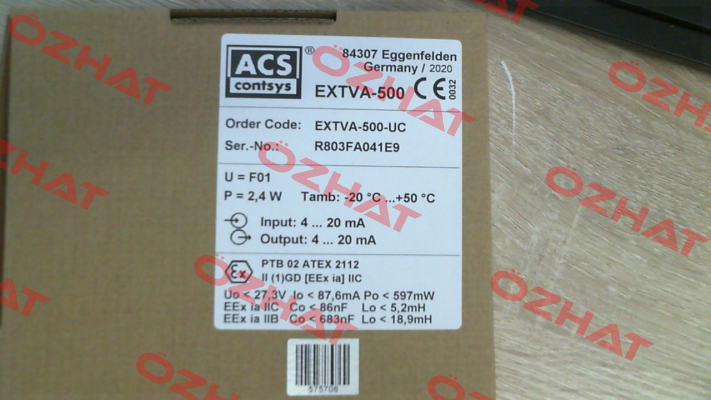 ACS ® 84307 Eggenfelden
contsys Germany / 2020
EXTVA-500 CE 0032
Order Code: EXTVA-500-UC
Ser.-No.: R803FA041E9
U = F01
P = 2,4 W Tamb: -20 °C ...+50 °C
Input: 4 ... 20 mA
Output: 4 ... 20 mA
Ex PTB 02 ATEX 2112
II (1)GD [EEx ia] IIC
Uo < 27,3V Io < 87,6mA Po < 597mW
EEx ia IIC Co < 86nF Lo < 5,2mH
EEx ia IIB Co < 683nF Lo < 18,9mH
575708
OZHAT
OZHAT
OZHAT
OZHAT
OZHAT
OZHAT
OZHAT
OZHAT